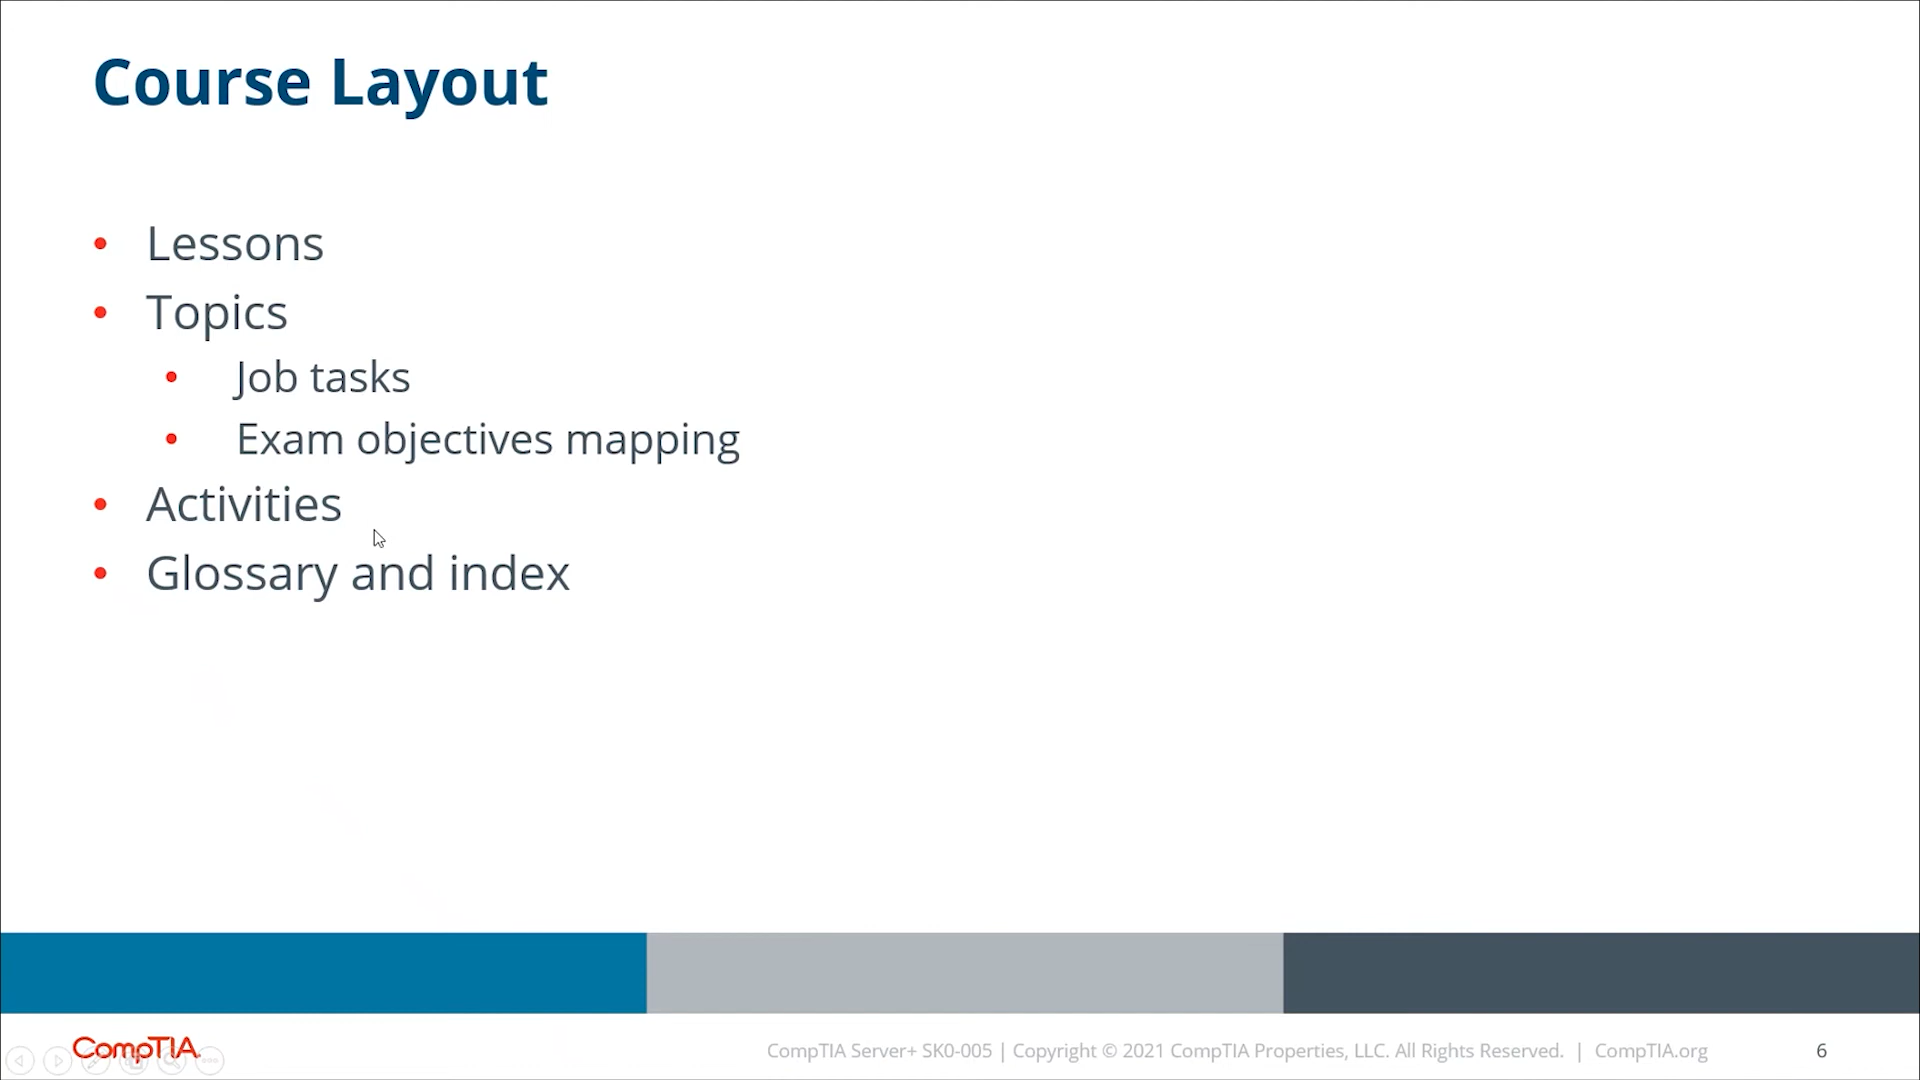 Course Layout
• Lessons
• Topics
• Job tasks
• Exam objectives mapping
• Activities
• Glossary and index
CompTIA.
CompTIA Server+ SK0-005 | Copyright © 2021 CompTIA Properties, LLC. All Rights Reserved. | CompTIA.org
6